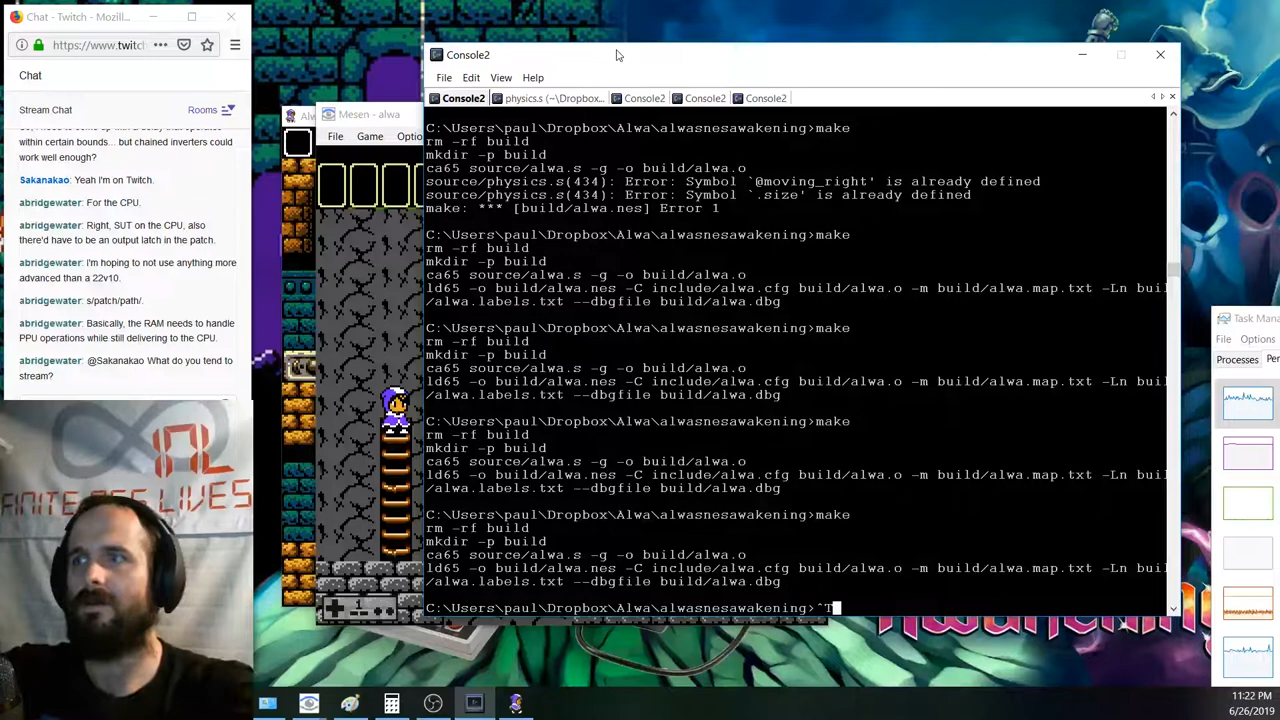 Chat - Twitch - Mozill...
https://www.twitc
Chat
Stream Chat
Rooms
within certain bounds... but chained inverters could
work well enough?
Sakanakao: Yeah I'm on Twitch.
abridgewater: For the CPU.
abridgewater: Right, SUT on the CPU, also
there'd have to be an output latch in the patch.
abridgewater: i'm hoping to not use anything more
advanced than a 22v10.
abridgewater: s/patch/path/.
abridgewater: Basically, the RAM needs to handle
PPU operations while still delivering to the CPU.
abridgewater: @Sakanakao What do you tend to
stream?
Alw
Mesen - alwa
File Game Optio
Console2
File Edit View Help
Console2 physics.s (~\Dropbox... Console2 Console2 Console2
C:\Users\paul\Dropbox\Alwa\alwasnesawakening>make
rm -rf build
mkdir -p build
ca65 source/alwa.s -g -o build/alwa.o
source/physics.s(434): Error: Symbol `@moving_right' is already defined
source/physics.s(434): Error: Symbol `.size' is already defined
make: *** [build/alwa.nes] Error 1
C:\Users\paul\Dropbox\Alwa\alwasnesawakening>make
rm -rf build
mkdir -p build
ca65 source/alwa.s -g -o build/alwa.o
ld65 -o build/alwa.nes -C include/alwa.cfg build/alwa.o -m build/alwa.map.txt -Ln buil
/alwa.labels.txt --dbgfile build/alwa.dbg
C:\Users\paul\Dropbox\Alwa\alwasnesawakening>make
rm -rf build
mkdir -p build
ca65 source/alwa.s -g -o build/alwa.o
ld65 -o build/alwa.nes -C include/alwa.cfg build/alwa.o -m build/alwa.map.txt -Ln buil
/alwa.labels.txt --dbgfile build/alwa.dbg
C:\Users\paul\Dropbox\Alwa\alwasnesawakening>make
rm -rf build
mkdir -p build
ca65 source/alwa.s -g -o build/alwa.o
ld65 -o build/alwa.nes -C include/alwa.cfg build/alwa.o -m build/alwa.map.txt -Ln buil
/alwa.labels.txt --dbgfile build/alwa.dbg
C:\Users\paul\Dropbox\Alwa\alwasnesawakening>make
rm -rf build
mkdir -p build
ca65 source/alwa.s -g -o build/alwa.o
ld65 -o build/alwa.nes -C include/alwa.cfg build/alwa.o -m build/alwa.map.txt -Ln buil
/alwa.labels.txt --dbgfile build/alwa.dbg
C:\Users\paul\Dropbox\Alwa\alwasnesawakening>^T
Task Mana
File Options
Processes Per
LIVES
1
11:22 PM
6/26/2019